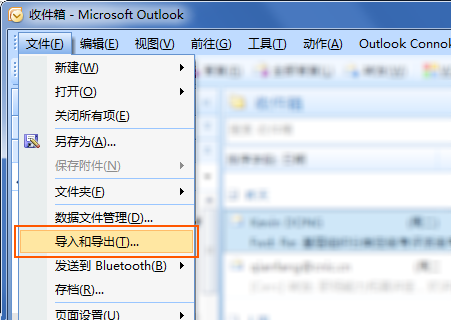 收件箱 - Microsoft Outlook
文件(F) 编辑(E) 视图(V) 前往(G) 工具(T) 动作(A) Outlook Conno
新建(W)
打开(O)
关闭所有项(E)
另存为(A)...
保存附件(N)
文件夹(F)
数据文件管理(D)...
导入和导出(T)...
发送到 Bluetooth(B)
存档(R)...
页面设置(U)
收件箱